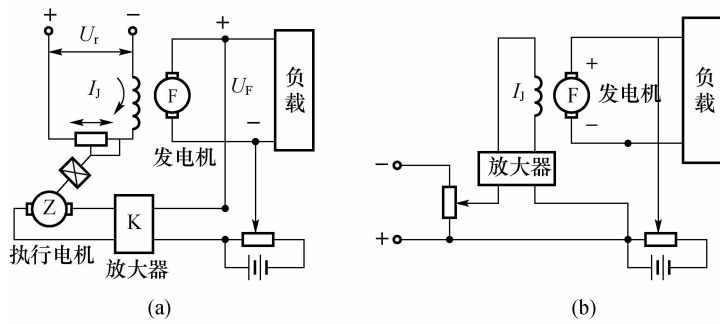 + −
U_r
I_J
F
发电机
+
U_F
−
负载
Z
执行电机
K
放大器
(a)
I_J
+
F
发电机
−
负载
放大器
−
+
(b)